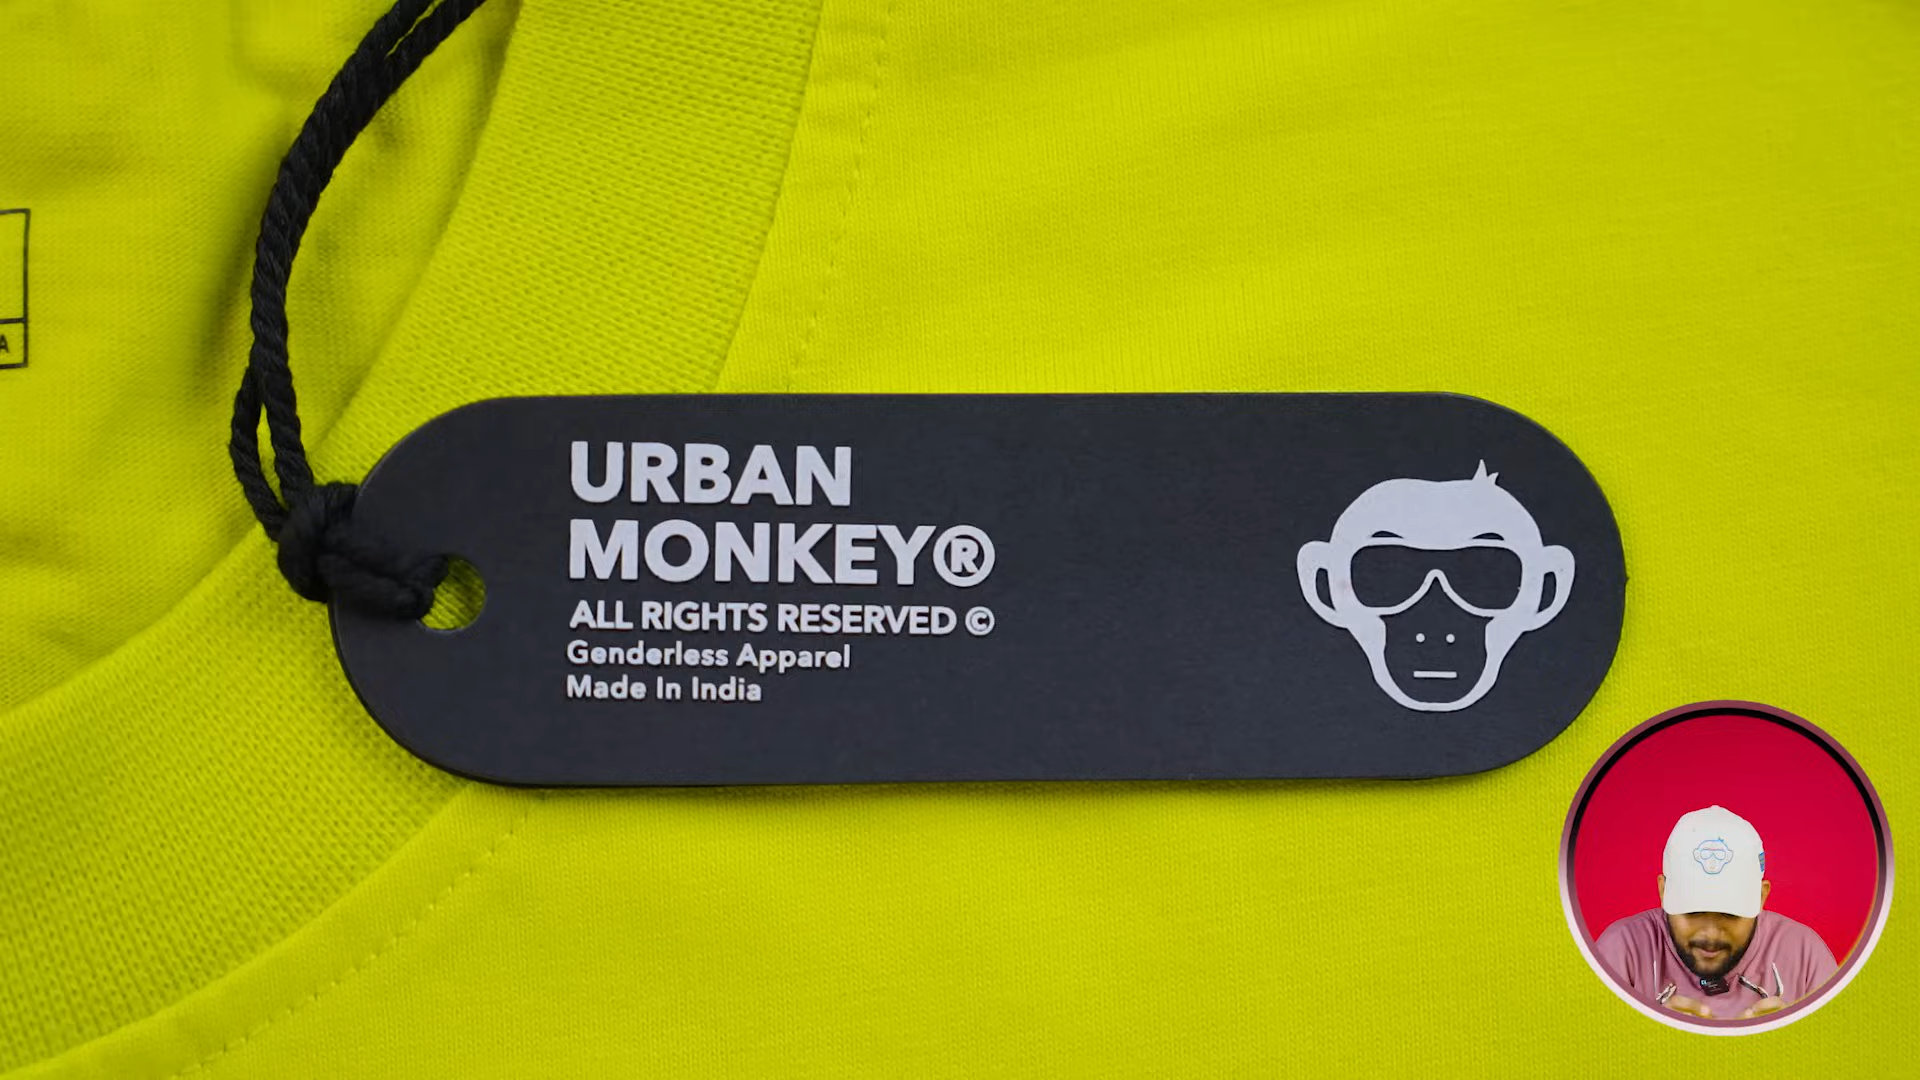 URBAN
MONKEY®
ALL RIGHTS RESERVED ©
Genderless Apparel
Made In India
A